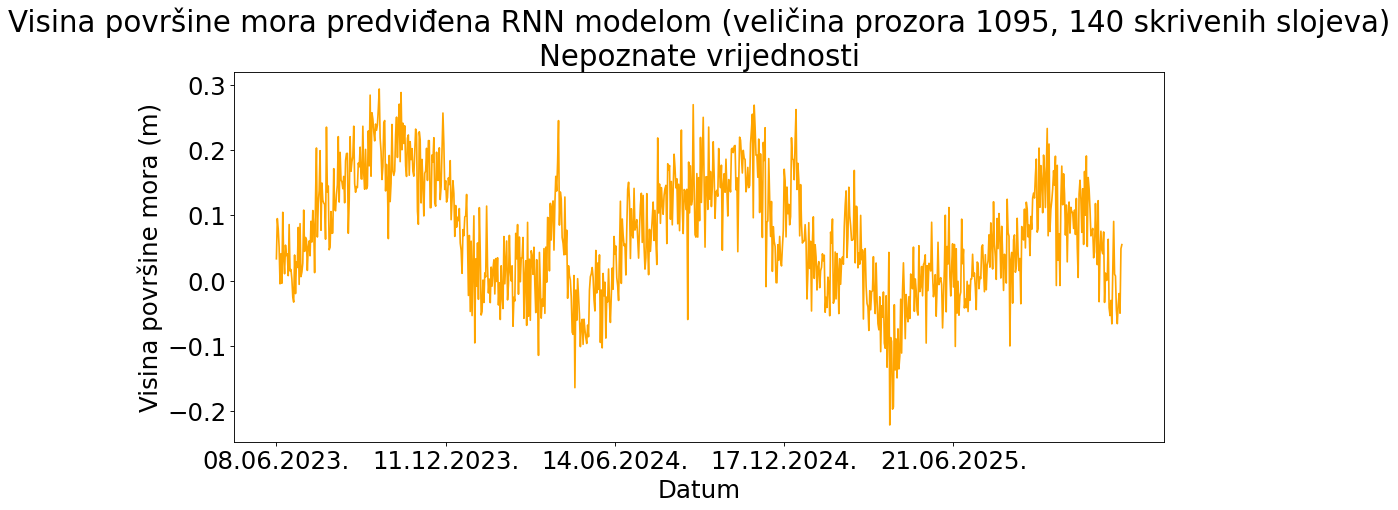 Visina površine mora predviđena RNN modelom (veličina prozora 1095, 140 skrivenih slojeva)
Nepoznate vrijednosti
Visina površine mora (m)
0.3
0.2
0.1
0.0
−0.1
−0.2
08.06.2023. 11.12.2023. 14.06.2024. 17.12.2024. 21.06.2025.
Datum